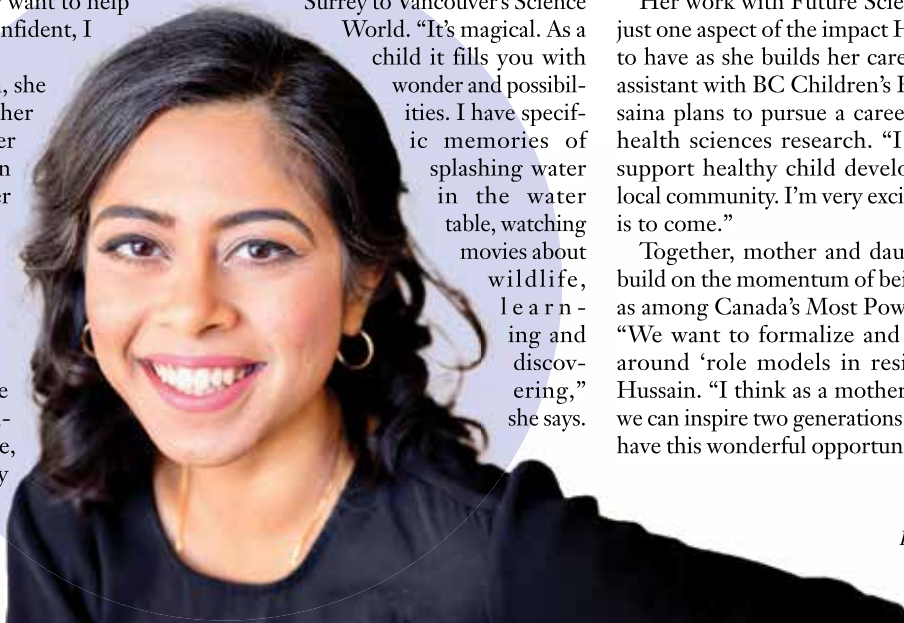 want to help
nfident, I
, she
her
er
n
er
e
-
e,
y
Surrey to Vancouver's Science
World. “It's magical. As a
child it fills you with
wonder and possibil-
ities. I have specif-
ic memories of
splashing water
in the water
table, watching
movies about
wildlife,
learn-
ing and
discov-
ering,”
she says.
Her work with Future Scie
just one aspect of the impact H
to have as she builds her care
assistant with BC Children's H
saina plans to pursue a caree
health sciences research. “I
support healthy child develo
local community. I'm very exci
is to come.”
Together, mother and dau
build on the momentum of bei
as among Canada's Most Pow
“We want to formalize and
around ‘role models in resi
Hussain. “I think as a mother
we can inspire two generations
have this wonderful opportun